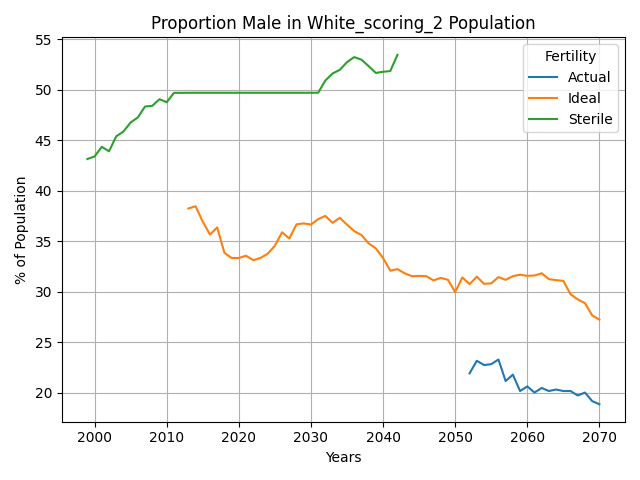 Proportion Male in White_scoring_2 Population
% of Population
55
50
45
40
35
30
25
20
Fertility
Actual
Ideal
Sterile
2000 2010 2020 2030 2040 2050 2060 2070
Years